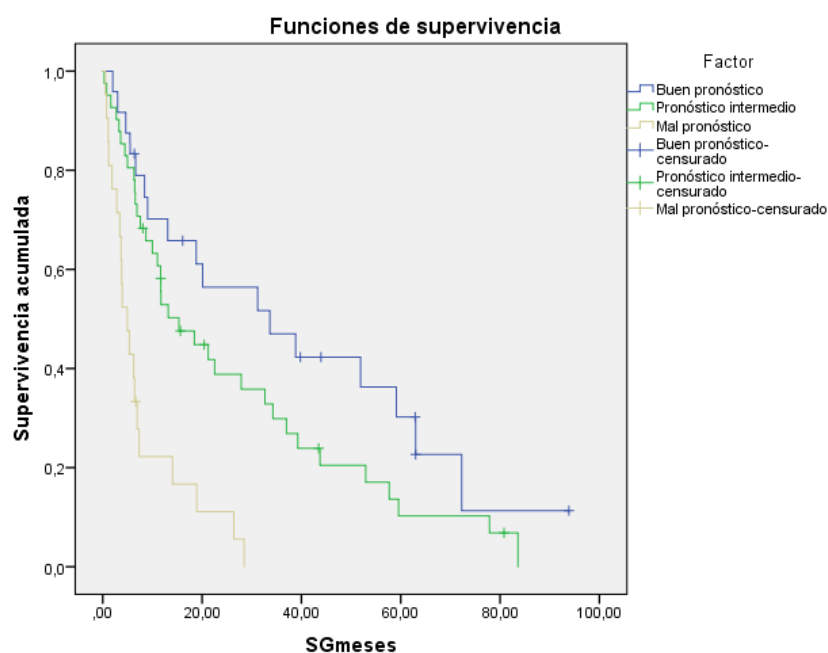 Funciones de supervivencia
Factor
Buen pronóstico
Pronóstico intermedio
Mal pronóstico
Buen pronóstico-
censurado
Pronóstico intermedio-
censurado
Mal pronóstico-censurado
Supervivencia acumulada
1,0
0,8
0,6
0,4
0,2
0,0
,00
20,00
40,00
60,00
80,00
100,00
SGmeses